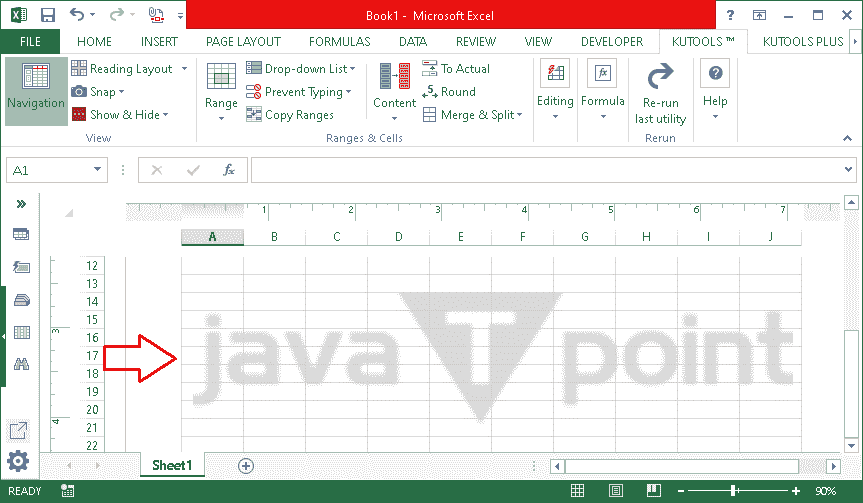 Book1 - Microsoft Excel
FILE HOME INSERT PAGE LAYOUT FORMULAS DATA REVIEW VIEW DEVELOPER KUTOOLS ™ KUTOOLS PLUS
Navigation
Reading Layout
Snap
Show & Hide
View
Range
Drop-down List
Prevent Typing
Copy Ranges
Content
To Actual
Round
Merge & Split
Ranges & Cells
Editing
Formula
Re-run
last utility
Rerun
Help
A1
fx
1 2 3 4 5 6 7
A B C D E F G H I J
12
13
14
15
3
16
17
18
19
20
4
21
22
java T point
Sheet1
READY
90%